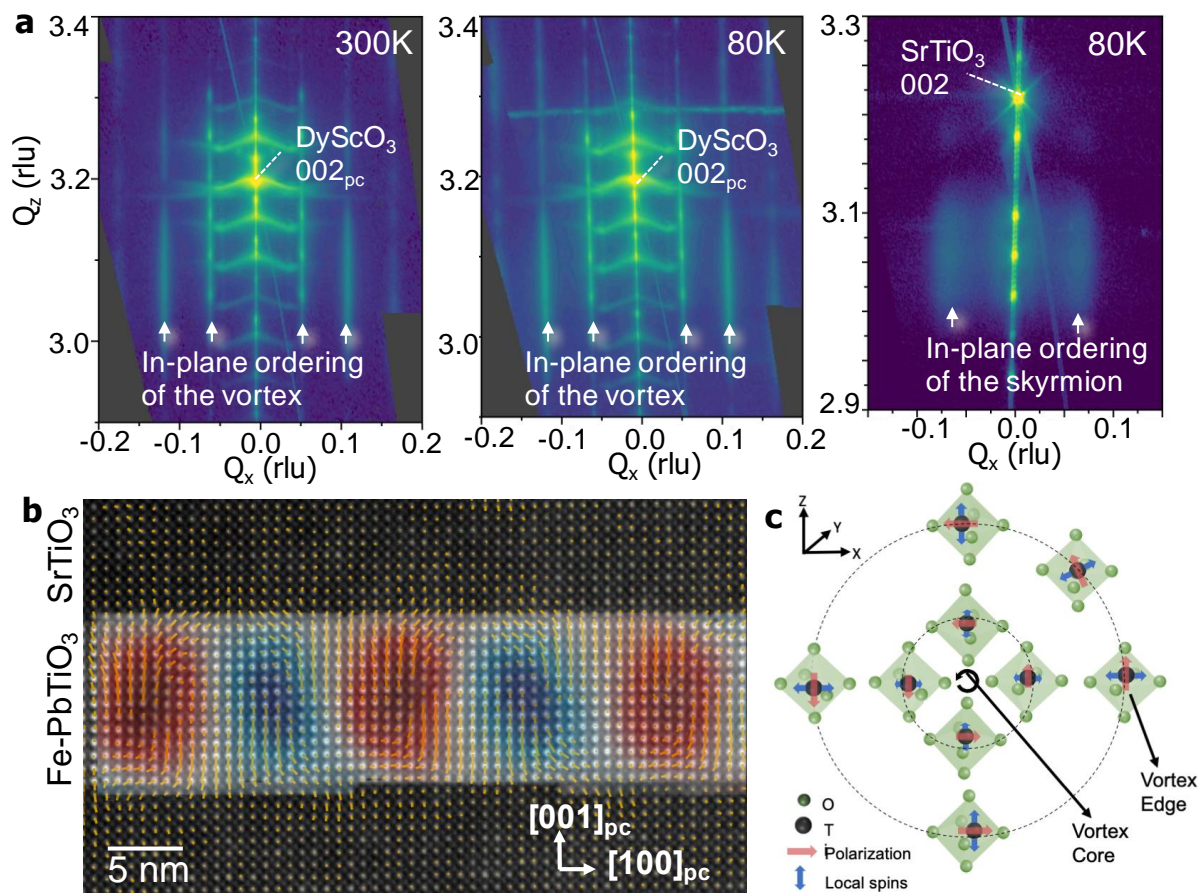 a
300K
80K
80K
DyScO3
002pc
DyScO3
002pc
SrTiO3
002
In-plane ordering
of the vortex
In-plane ordering
of the vortex
In-plane ordering
of the skyrmion
Qz (rlu)
3.4
3.2
3.0
3.4
3.2
3.0
3.3
3.1
2.9
-0.2 -0.1 0.0 0.1 0.2
-0.2 -0.1 0.0 0.1 0.2
-0.1 0.0 0.1
Qx (rlu)
Qx (rlu)
Qx (rlu)
b
SrTiO3
Fe-PbTiO3
5 nm
[001]pc
[100]pc
c
Z
Y
X
Vortex
Edge
Vortex
Core
O
T
i
Polarization
Local spins